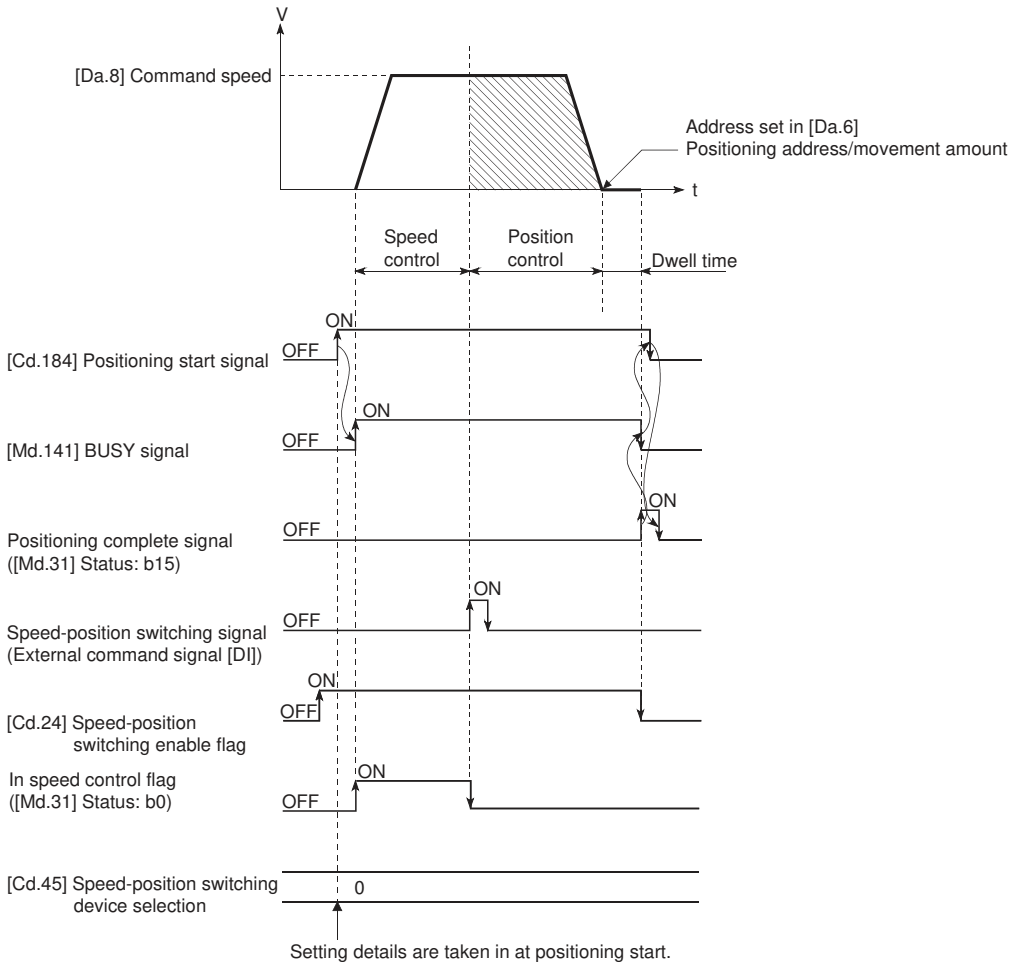 V
[Da.8] Command speed
Address set in [Da.6]
Positioning address/movement amount
t
Speed
control
Position
control
Dwell time
ON
OFF
[Cd.184] Positioning start signal
ON
OFF
[Md.141] BUSY signal
ON
OFF
Positioning complete signal
([Md.31] Status: b15)
ON
OFF
Speed-position switching signal
(External command signal [DI])
ON
OFF
[Cd.24] Speed-position
switching enable flag
In speed control flag
([Md.31] Status: b0)
ON
OFF
[Cd.45] Speed-position switching
device selection
0
Setting details are taken in at positioning start.